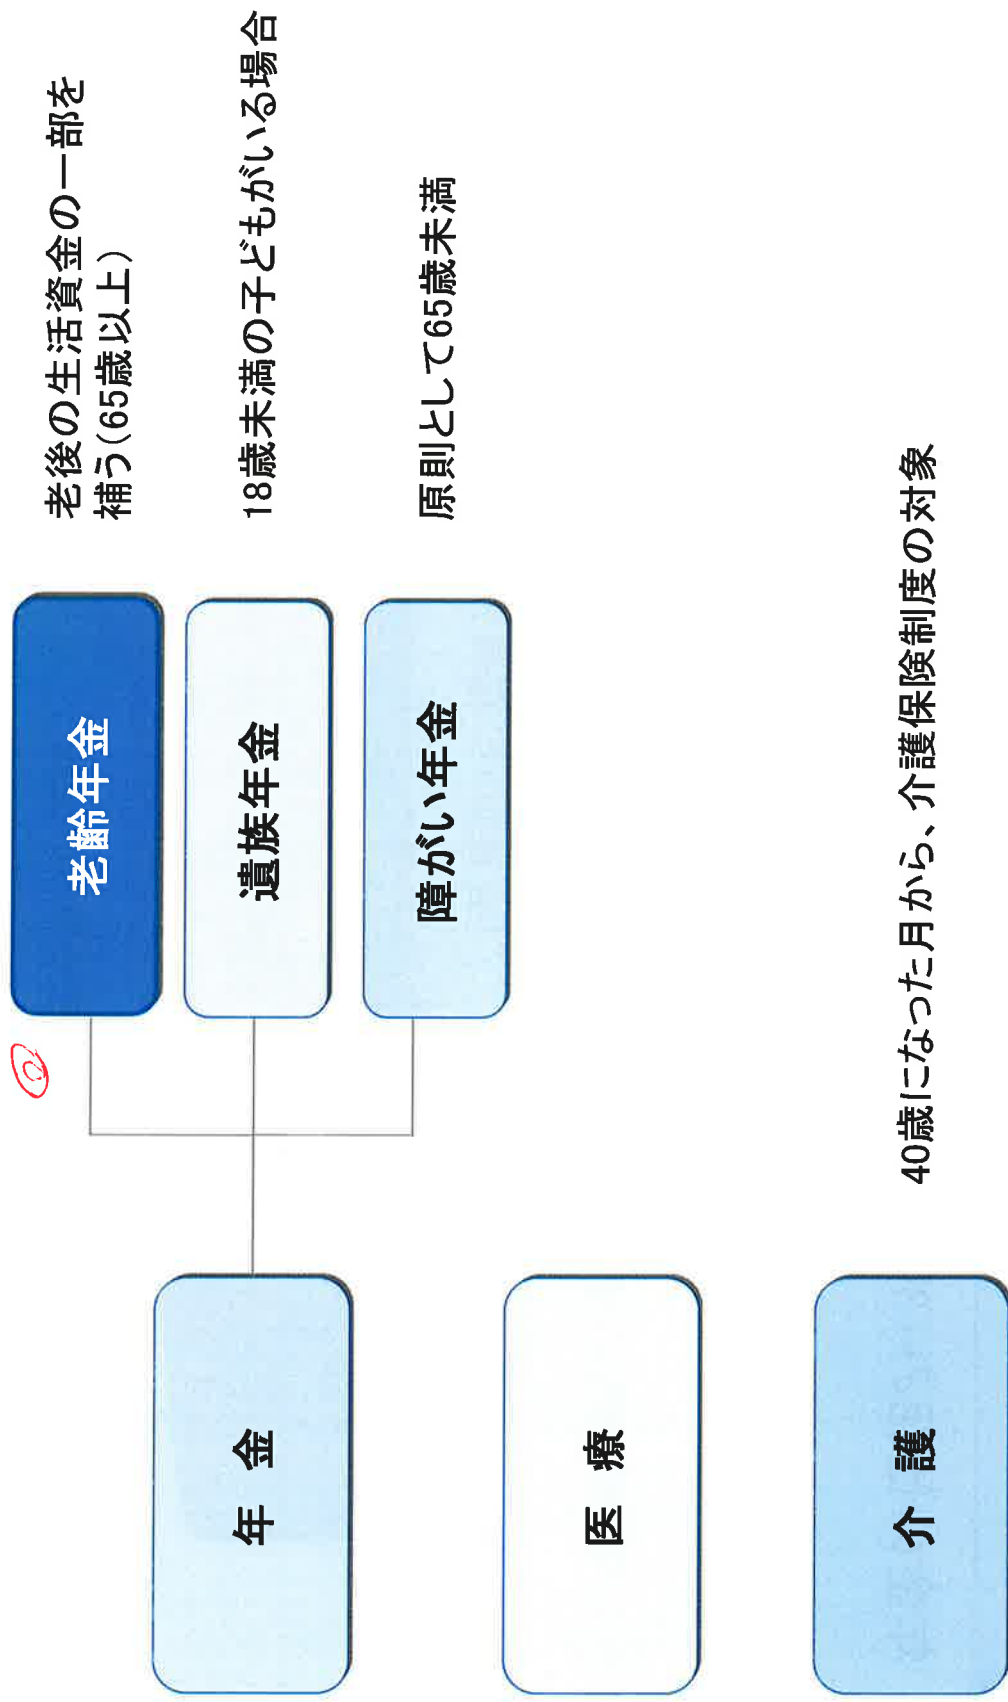 年 金
老齢年金
老後の生活資金の一部を
補う(65歳以上)
遺族年金
18歳未満の子どもがいる場合
障がい年金
原則として65歳未満
医 療
介 護
40歳になった月から、介護保険制度の対象